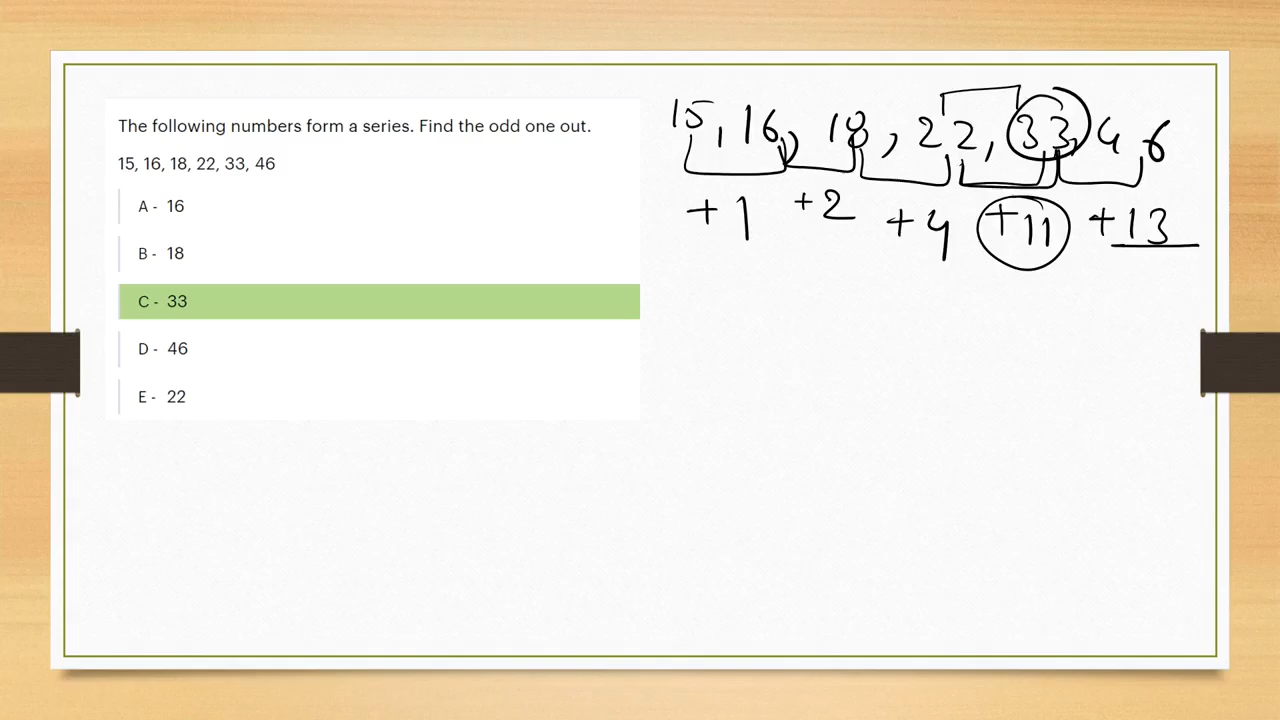 The following numbers form a series. Find the odd one out.
15, 16, 18, 22, 33, 46
A - 16
B - 18
C - 33
D - 46
E - 22
15, 16, 18, 22, 33, 46
+1 +2 +4 +11 +13